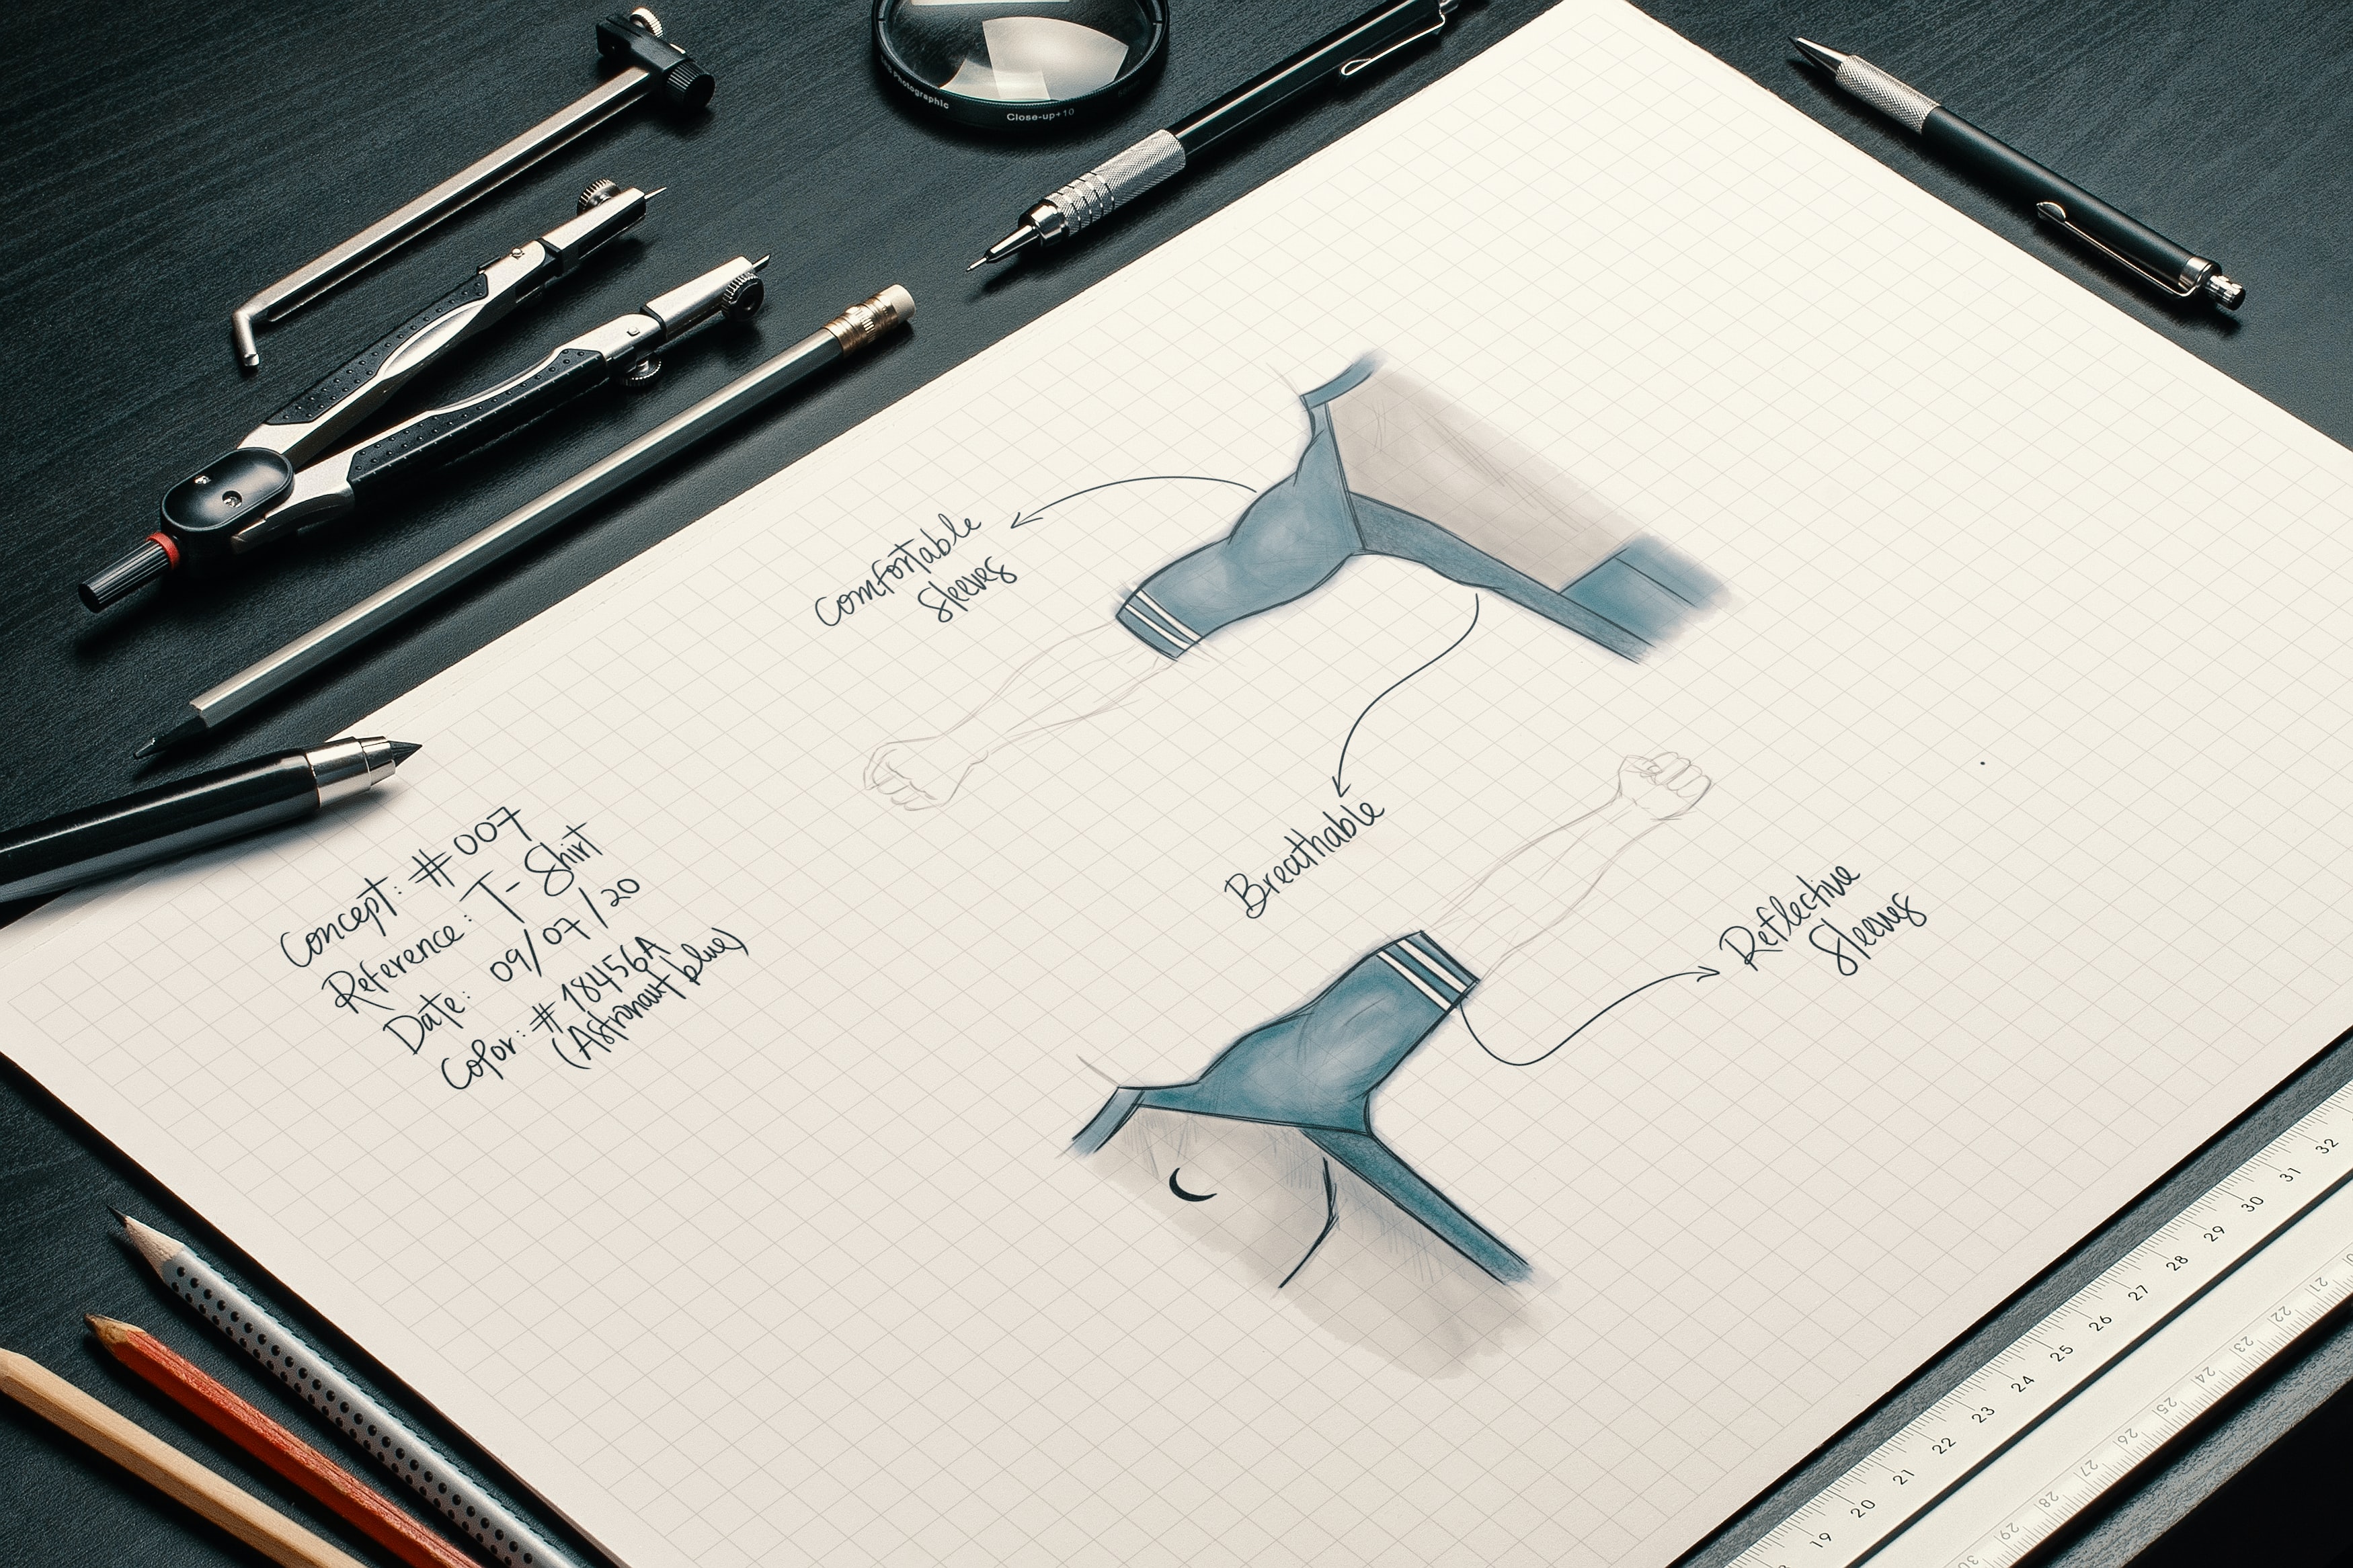 Photographic
Close-up+10
Comfortable
Sleeves
Breathable
Reflective
Sleeves
Concept: #007
Reference: T-Shirt
Date: 09/07/20
Color: #18456A
(Astronaut blue)
19 20 21 22 23 24 25 26 27 28 29 30 31 32
21 22 23 24 25 26 27 28 29 30